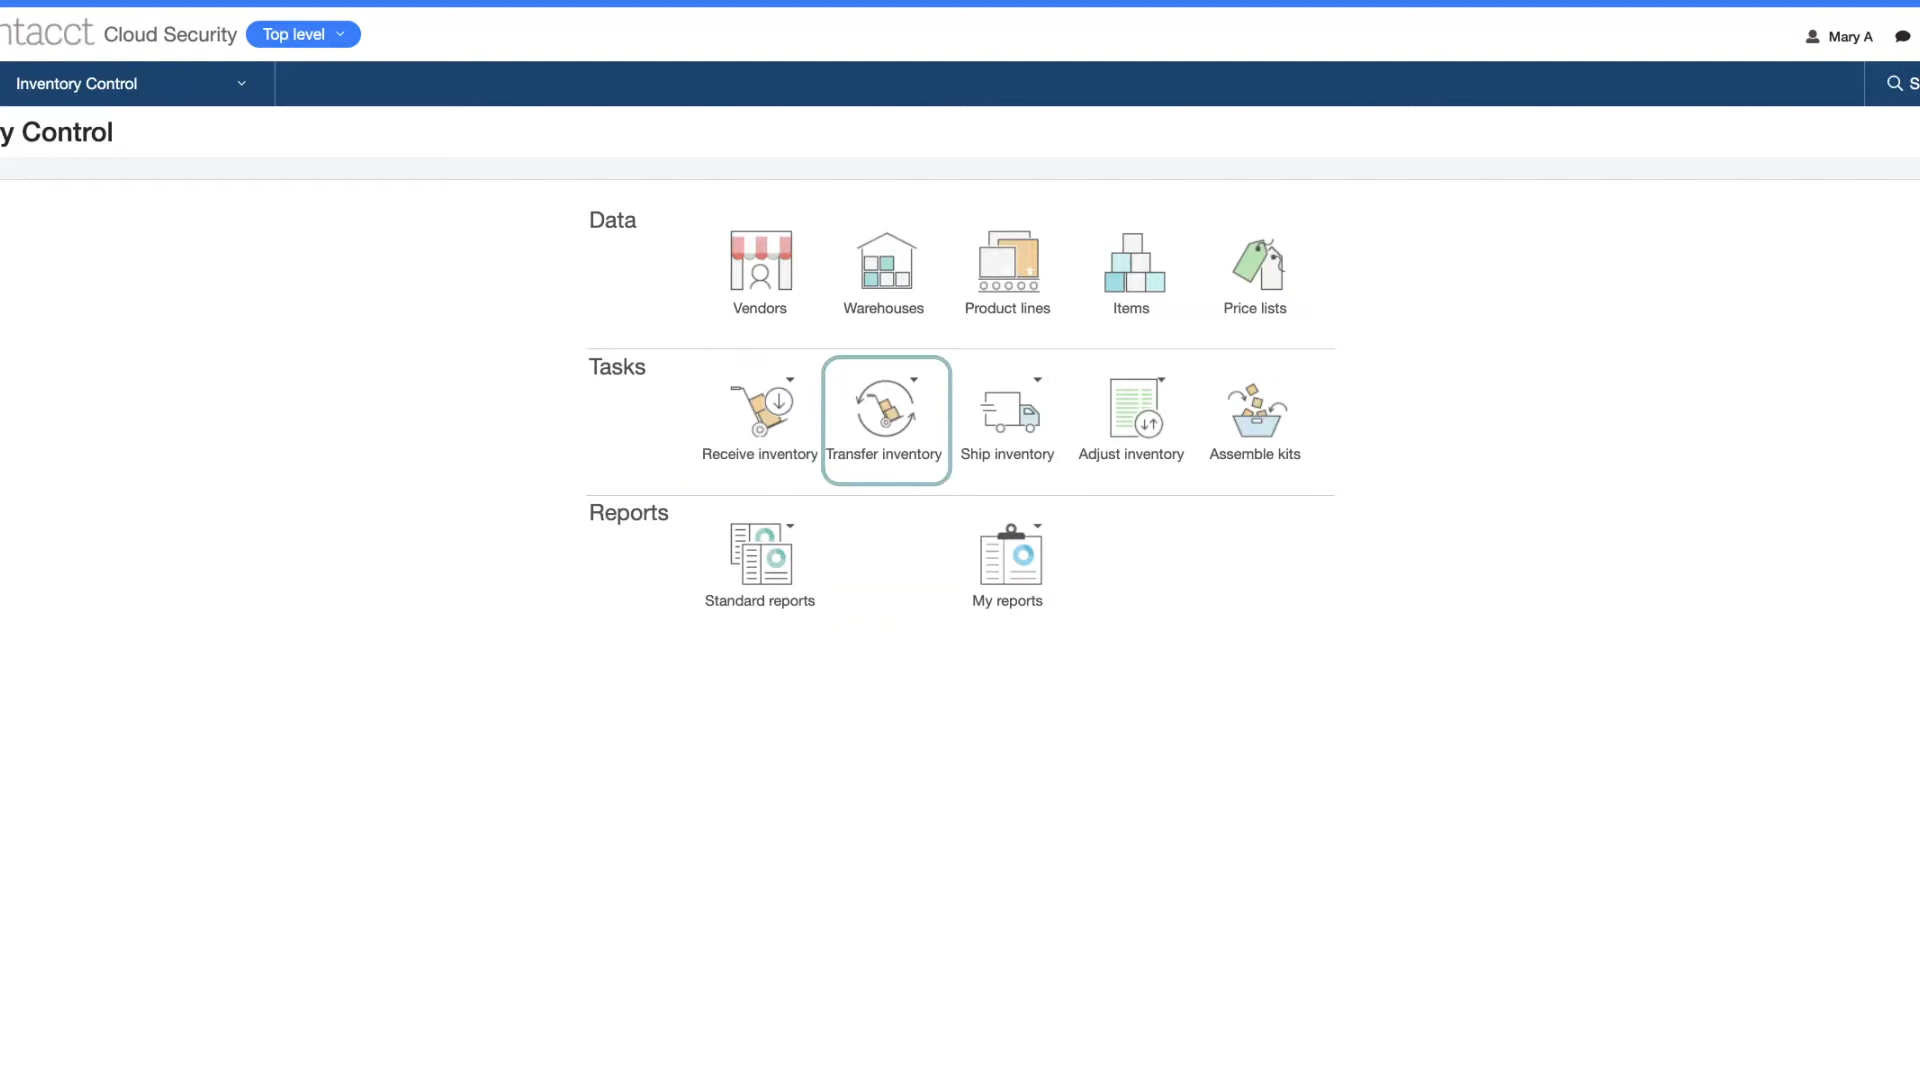 ntacct Cloud Security Top level
Mary A
Inventory Control
S
y Control
Data
Vendors
Warehouses
Product lines
Items
Price lists
Tasks
Receive inventory
Transfer inventory
Ship inventory
Adjust inventory
Assemble kits
Reports
Standard reports
My reports